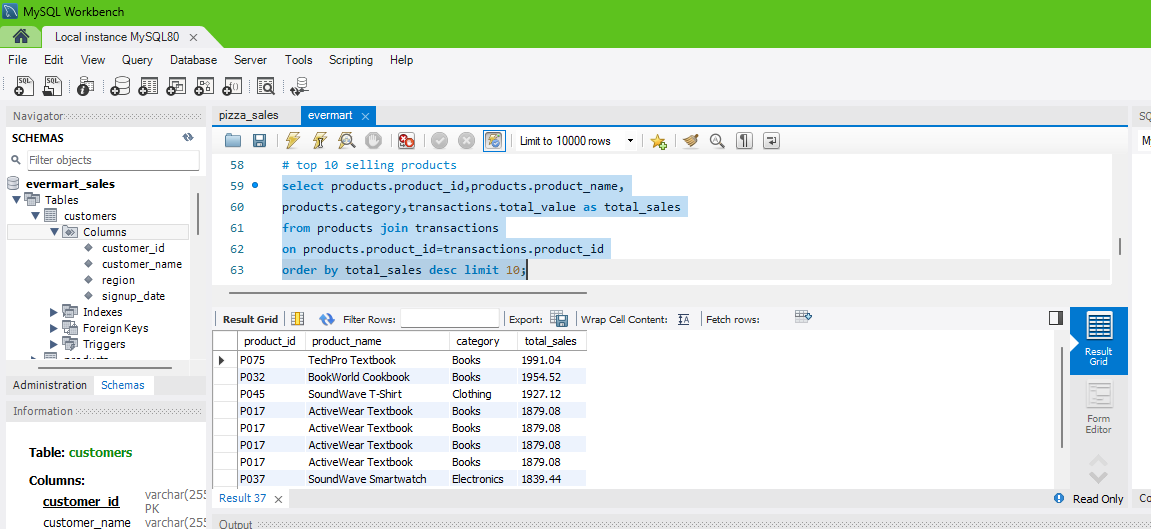 MySQL Workbench
Local instance MySQL80
File Edit View Query Database Server Tools Scripting Help
Navigator
SCHEMAS
Filter objects
evermart_sales
Tables
customers
Columns
customer_id
customer_name
region
signup_date
Indexes
Foreign Keys
Triggers
products
Administration Schemas
Information
Table: customers
Columns:
customer_id varchar(255
PK
customer_name varchar(255
pizza_sales evermart
Limit to 10000 rows
58 # top 10 selling products
59 select products.product_id,products.product_name,
60 products.category,transactions.total_value as total_sales
61 from products join transactions
62 on products.product_id=transactions.product_id
63 order by total_sales desc limit 10;
Result Grid Filter Rows: Export: Wrap Cell Content: Fetch rows:
product_id product_name category total_sales
P075 TechPro Textbook Books 1991.04
P032 BookWorld Cookbook Books 1954.52
P045 SoundWave T-Shirt Clothing 1927.12
P017 ActiveWear Textbook Books 1879.08
P017 ActiveWear Textbook Books 1879.08
P017 ActiveWear Textbook Books 1879.08
P017 ActiveWear Textbook Books 1879.08
P037 SoundWave Smartwatch Electronics 1839.44
Result 37
Read Only
Output
Result
Grid
Form
Editor
SQ
M
Co